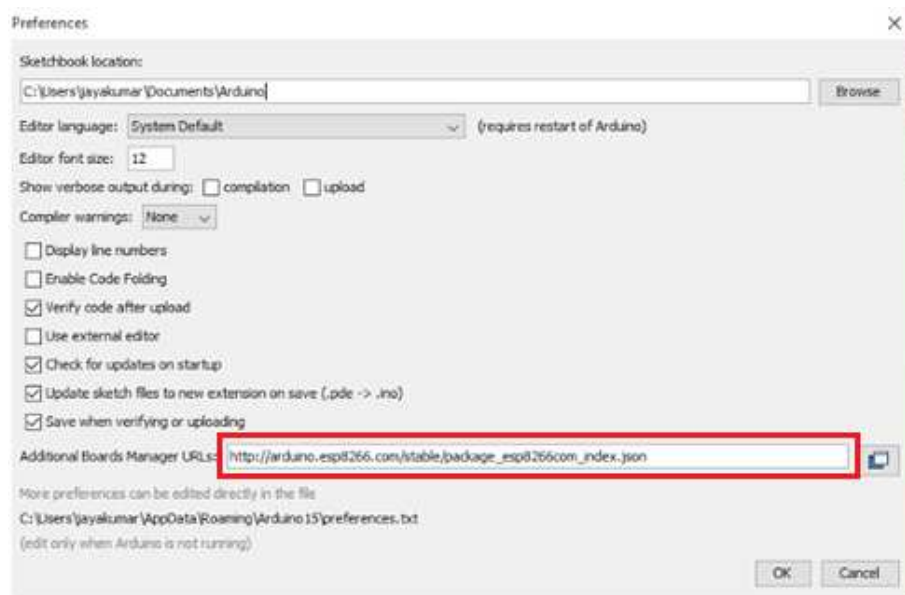 Preferences
Sketchbook location:
C:\Users\jayakumar\Documents\Arduino
Browse
Editor language: System Default (requires restart of Arduino)
Editor font size: 12
Show verbose output during: compilation upload
Compiler warnings: None
Display line numbers
Enable Code Folding
Verify code after upload
Use external editor
Check for updates on startup
Update sketch files to new extension on save (.pde -> .ino)
Save when verifying or uploading
Additional Boards Manager URLs: http://arduino.esp8266.com/stable/package_esp8266com_index.json
More preferences can be edited directly in the file
C:\Users\jayakumar\AppData\Roaming\Arduino15\preferences.txt
(edit only when Arduino is not running)
OK Cancel